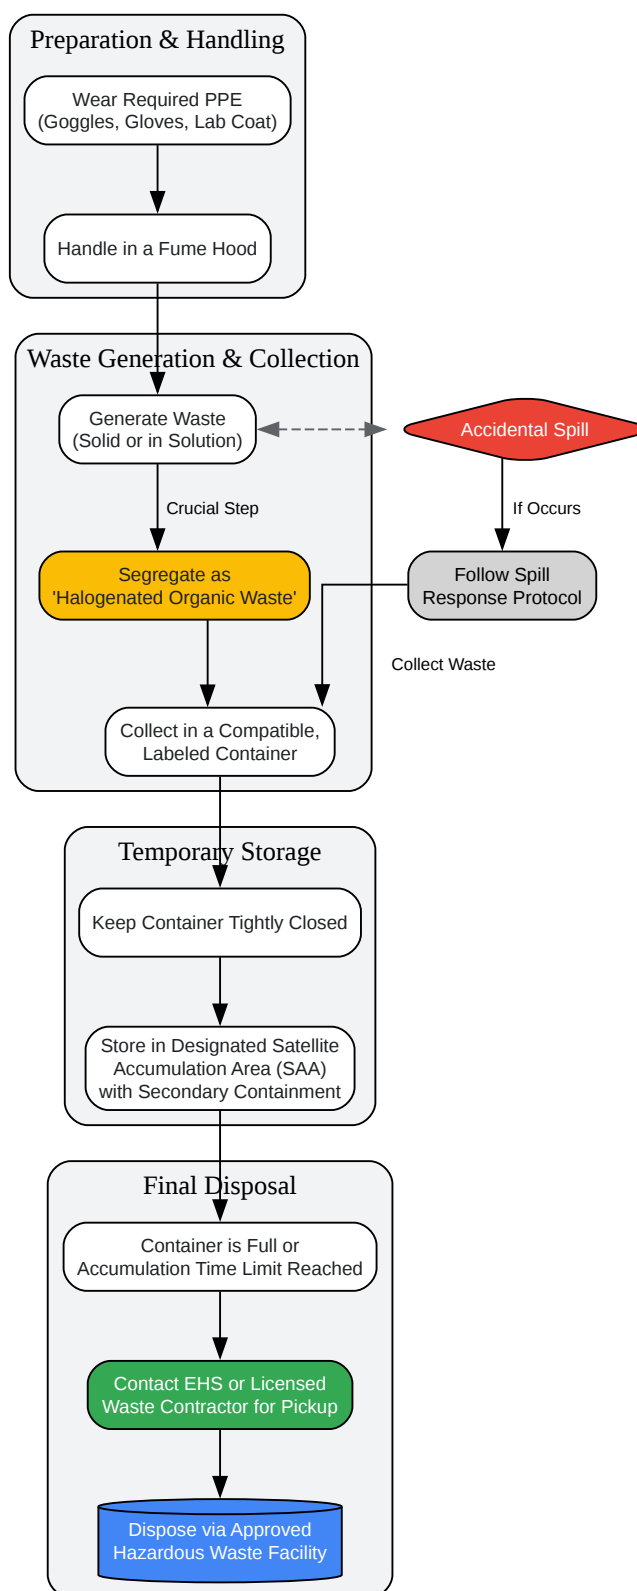 Preparation & Handling
Wear Required PPE
(Goggles, Gloves, Lab Coat)
Handle in a Fume Hood
Waste Generation & Collection
Generate Waste
(Solid or in Solution)
Accidental Spill
Crucial Step
If Occurs
Segregate as
'Halogenated Organic Waste'
Follow Spill
Response Protocol
Collect Waste
Collect in a Compatible,
Labeled Container
Temporary Storage
Keep Container Tightly Closed
Store in Designated Satellite
Accumulation Area (SAA)
with Secondary Containment
Final Disposal
Container is Full or
Accumulation Time Limit Reached
Contact EHS or Licensed
Waste Contractor for Pickup
Dispose via Approved
Hazardous Waste Facility